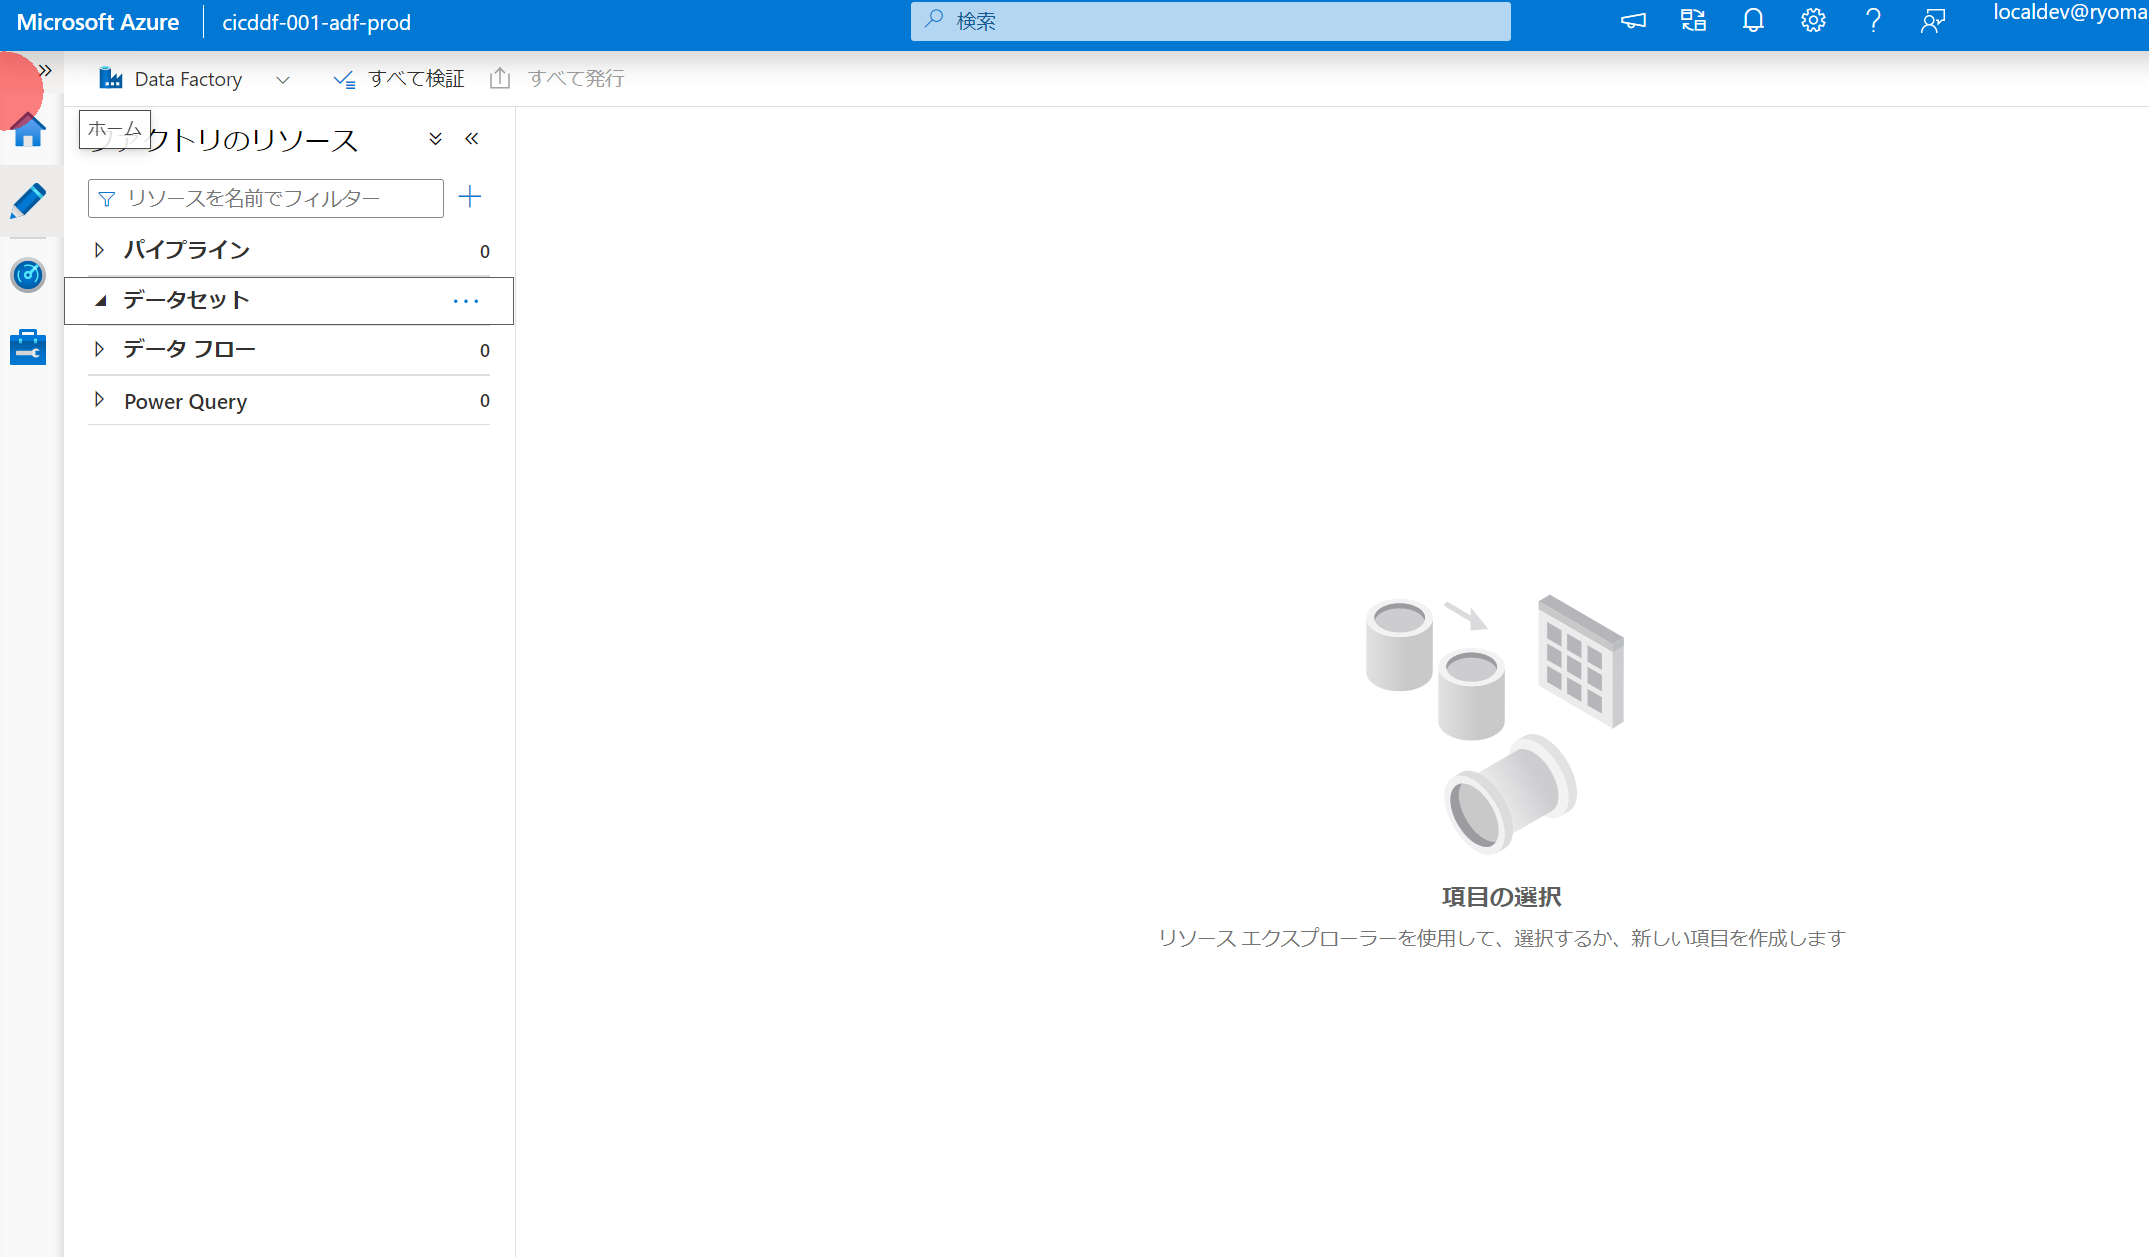 Microsoft Azure
cicddf-001-adf-prod
検索
localdev@ryoma
Data Factory
すべて検証
すべて発行
ホーム
クトリのリソース
リソースを名前でフィルター
パイプライン 0
データセット
データ フロー 0
Power Query 0
項目の選択
リソース エクスプローラーを使用して、選択するか、新しい項目を作成します